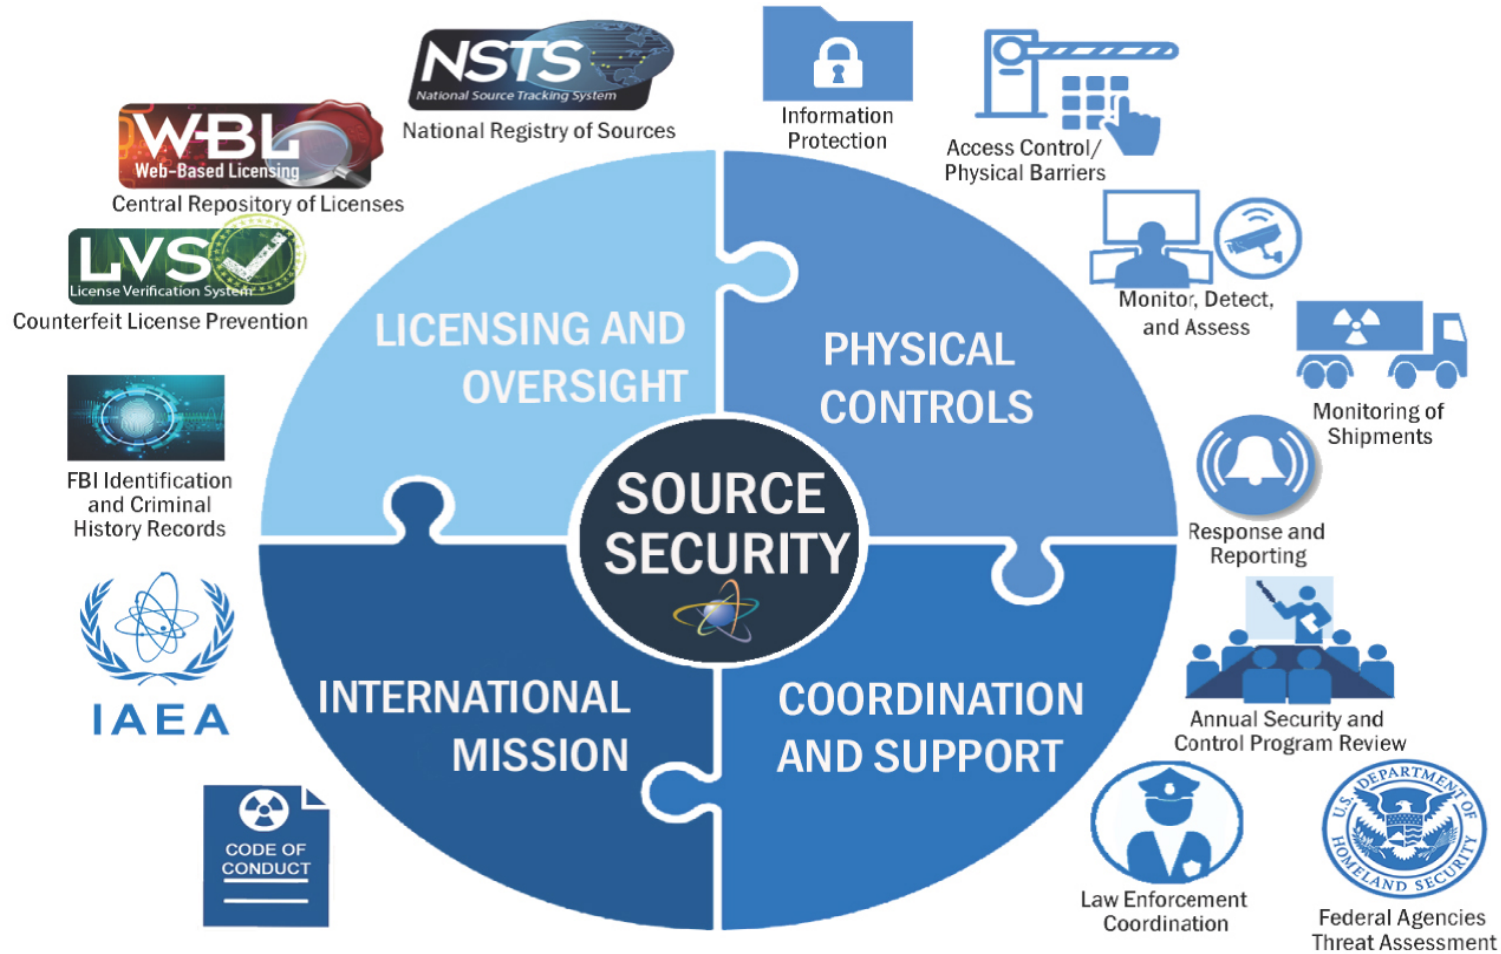 NSTS
National Source Tracking System
National Registry of Sources
W-BL
Web-Based Licensing
Central Repository of Licenses
LVS
License Verification System
Counterfeit License Prevention
FBI Identification
and Criminal
History Records
IAEA
CODE OF
CONDUCT
LICENSING AND
OVERSIGHT
PHYSICAL
CONTROLS
SOURCE
SECURITY
INTERNATIONAL
MISSION
COORDINATION
AND SUPPORT
Information
Protection
Access Control/
Physical Barriers
Monitor, Detect,
and Assess
Monitoring of
Shipments
Response and
Reporting
Annual Security and
Control Program Review
Law Enforcement
Coordination
U.S. DEPARTMENT OF
HOMELAND SECURITY
Federal Agencies
Threat Assessment